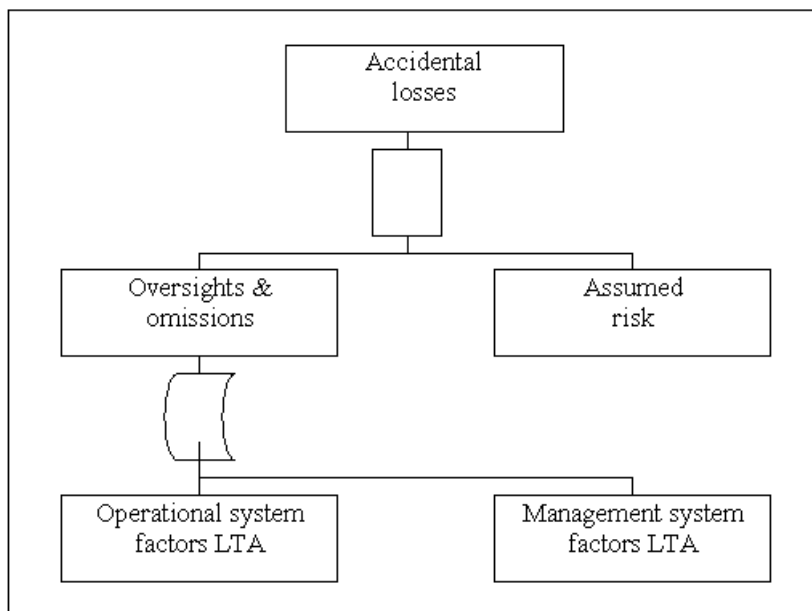 Accidental
losses
Oversights &
omissions
Assumed
risk
Operational system
factors LTA
Management system
factors LTA